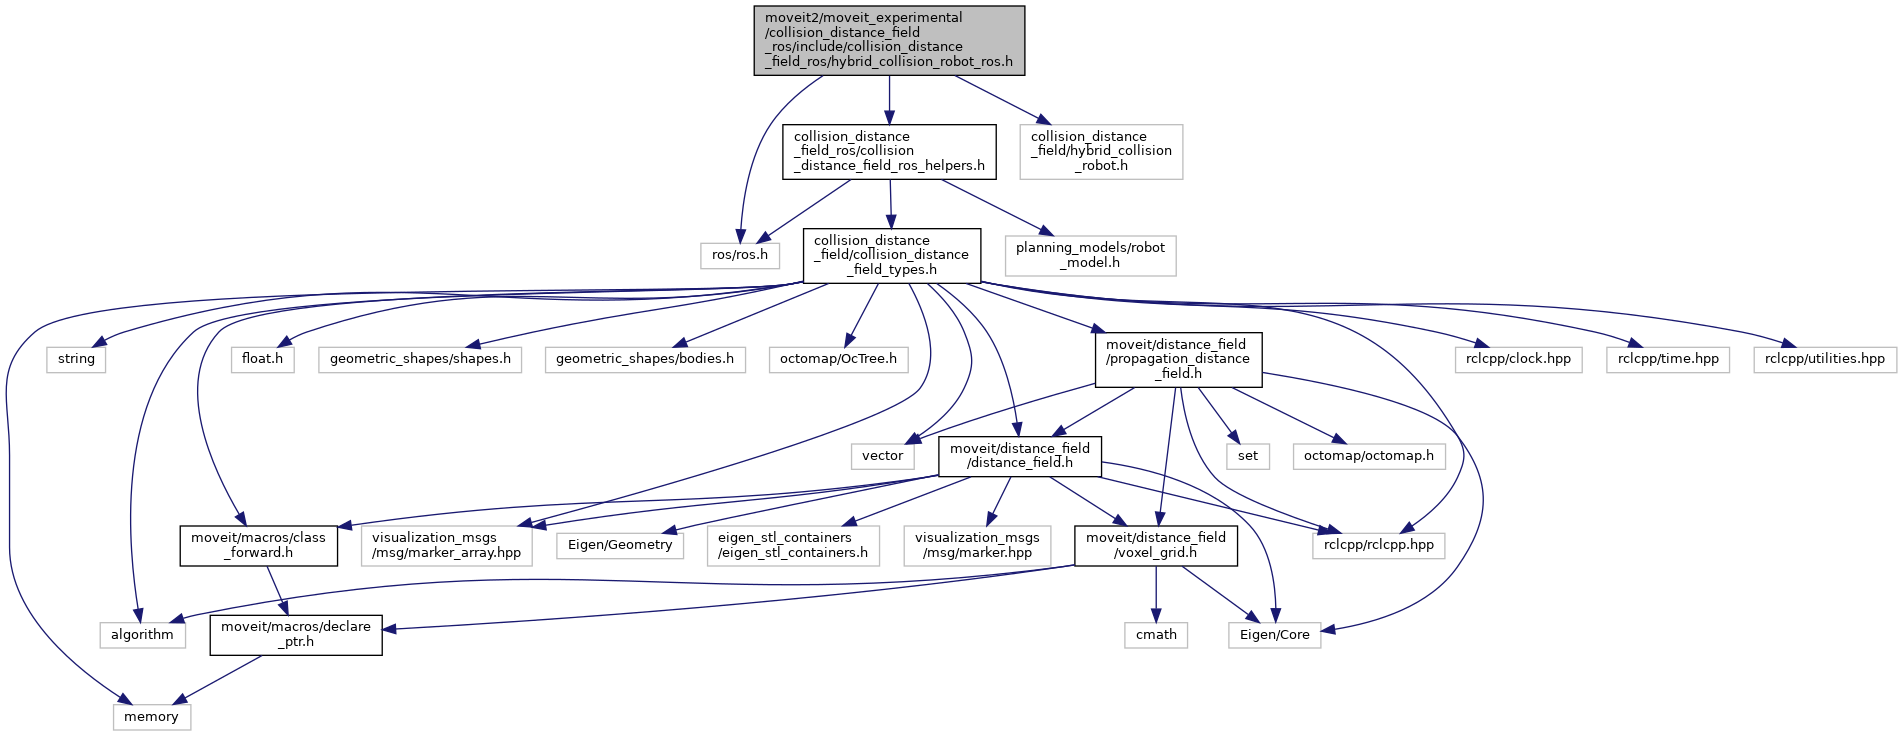 moveit2/moveit_experimental
/collision_distance_field
_ros/include/collision_distance
_field_ros/hybrid_collision_robot_ros.h
collision_distance
_field_ros/collision
_distance_field_ros_helpers.h
collision_distance
_field/hybrid_collision
_robot.h
ros/ros.h
collision_distance
_field/collision_distance
_field_types.h
planning_models/robot
_model.h
string
float.h
geometric_shapes/shapes.h
geometric_shapes/bodies.h
octomap/OcTree.h
moveit/distance_field
/propagation_distance
_field.h
rclcpp/clock.hpp
rclcpp/time.hpp
rclcpp/utilities.hpp
vector
moveit/distance_field
/distance_field.h
set
octomap/octomap.h
moveit/macros/class
_forward.h
visualization_msgs
/msg/marker_array.hpp
Eigen/Geometry
eigen_stl_containers
/eigen_stl_containers.h
visualization_msgs
/msg/marker.hpp
moveit/distance_field
/voxel_grid.h
rclcpp/rclcpp.hpp
algorithm
moveit/macros/declare
_ptr.h
cmath
Eigen/Core
memory